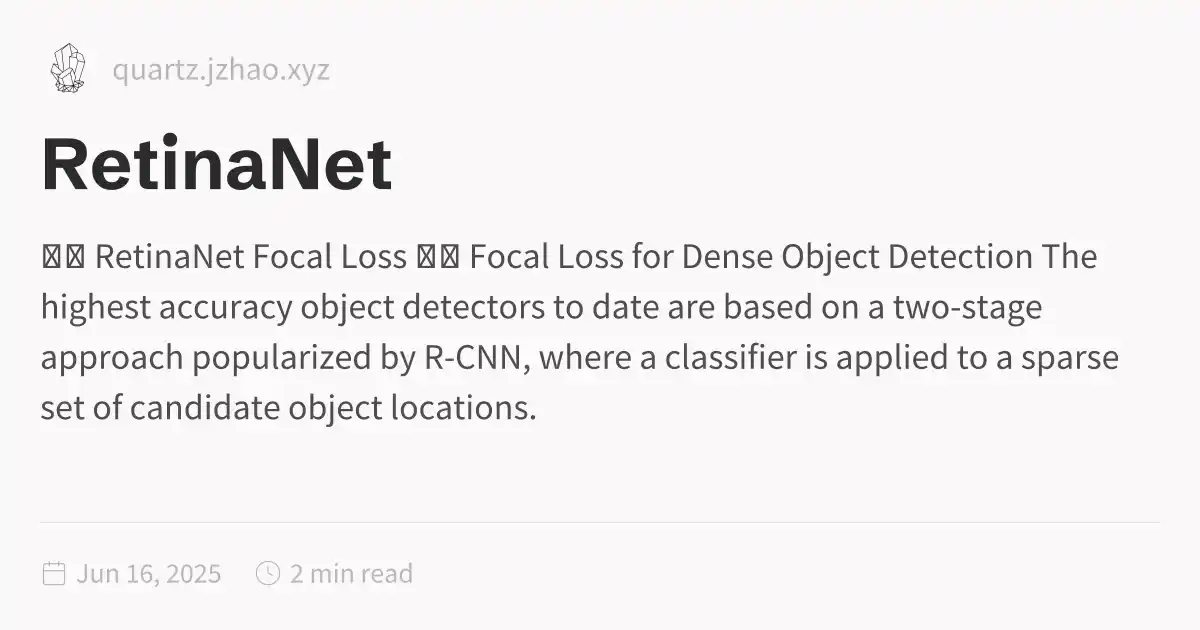 quartz.jzhao.xyz
RetinaNet
RetinaNet Focal Loss Focal Loss for Dense Object Detection The
highest accuracy object detectors to date are based on a two-stage
approach popularized by R-CNN, where a classifier is applied to a sparse
set of candidate object locations.
Jun 16, 2025 2 min read